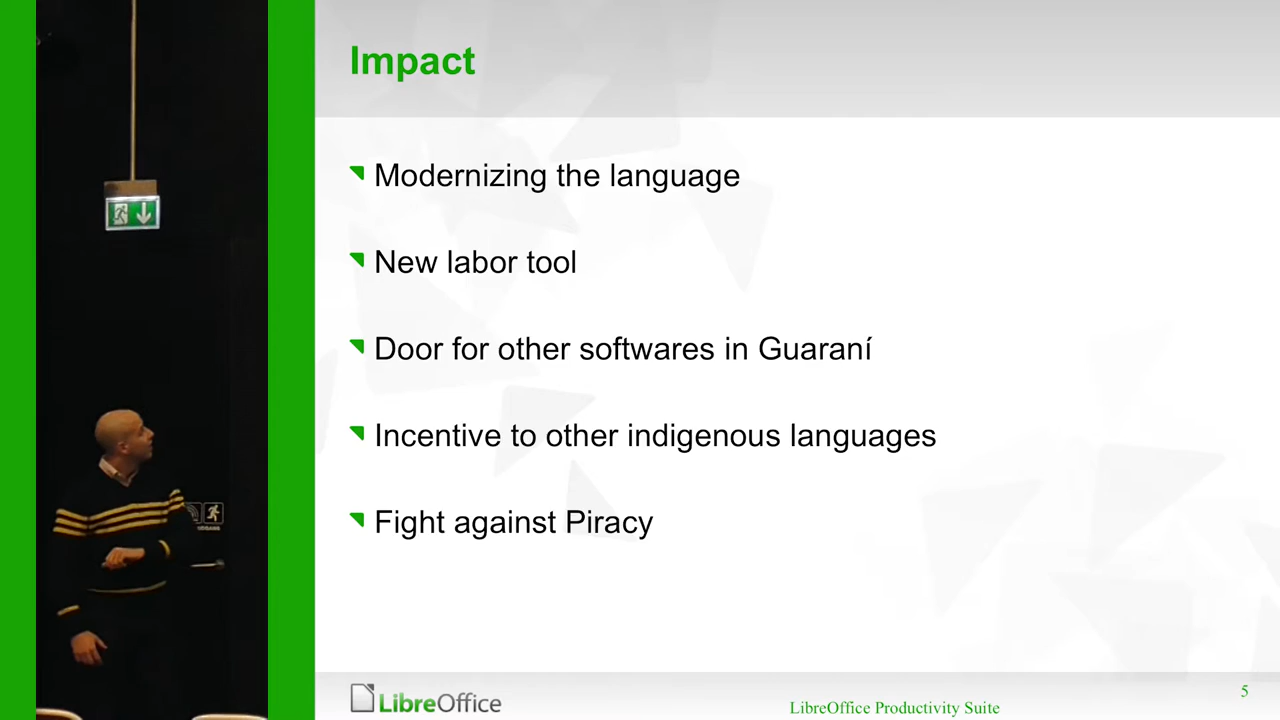 Impact
Modernizing the language
New labor tool
Door for other softwares in Guaraní
Incentive to other indigenous languages
Fight against Piracy
LibreOffice
LibreOffice Productivity Suite
5